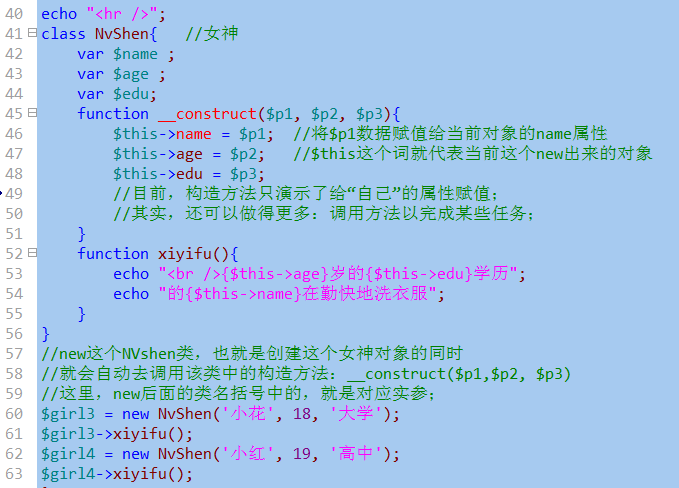 40 echo "<hr />";
41 class NvShen{   //女神
42     var $name ;
43     var $age ;
44     var $edu;
45     function __construct($p1, $p2, $p3){
46         $this->name = $p1;  //将$p1数据赋值给当前对象的name属性
47         $this->age = $p2;   //$this这个词就代表当前这个new出来的对象
48         $this->edu = $p3;
49         //目前，构造方法只演示了给“自己”的属性赋值；
50         //其实，还可以做得更多：调用方法以完成某些任务；
51     }
52     function xiyifu(){
53         echo "<br />{$this->age}岁的{$this->edu}学历";
54         echo "的{$this->name}在勤快地洗衣服";
55     }
56 }
57 //new这个NVshen类，也就是创建这个女神对象的同时
58 //就会自动去调用该类中的构造方法：__construct($p1,$p2, $p3)
59 //这里，new后面的类名括号中的，就是对应实参；
60 $girl3 = new NvShen('小花', 18, '大学');
61 $girl3->xiyifu();
62 $girl4 = new NvShen('小红', 19, '高中');
63 $girl4->xiyifu();